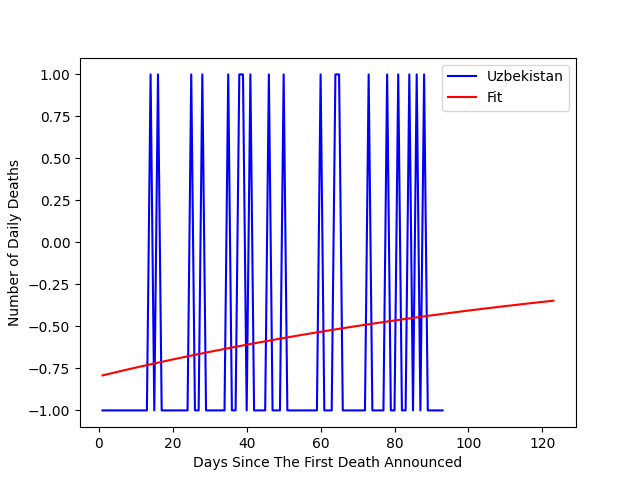 1.00
0.75
0.50
0.25
0.00
−0.25
−0.50
−0.75
−1.00
0 20 40 60 80 100 120
Number of Daily Deaths
Days Since The First Death Announced
Uzbekistan
Fit